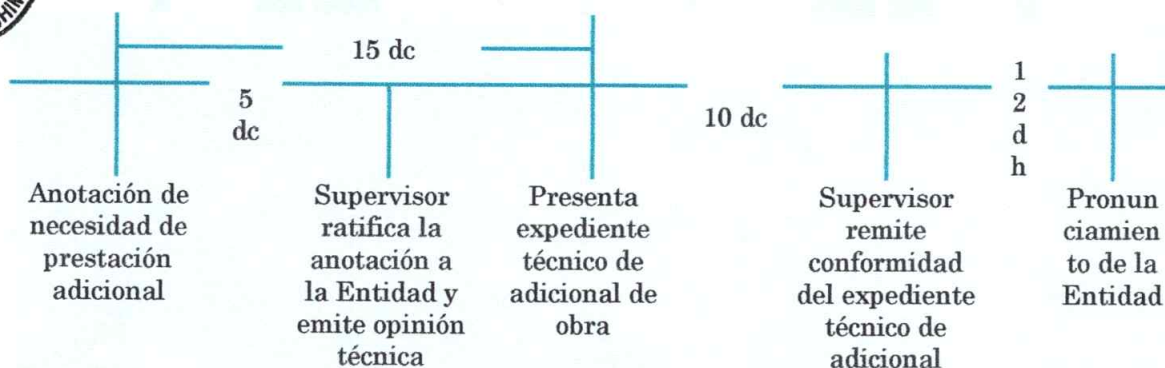 15 dc
5
dc
10 dc
1
2
d
h
Anotación de
necesidad de
prestación
adicional
Supervisor
ratifica la
anotación a
la Entidad y
emite opinión
técnica
Presenta
expediente
técnico de
adicional de
obra
Supervisor
remite
conformidad
del expediente
técnico de
adicional
Pronun
ciamien
to de la
Entidad